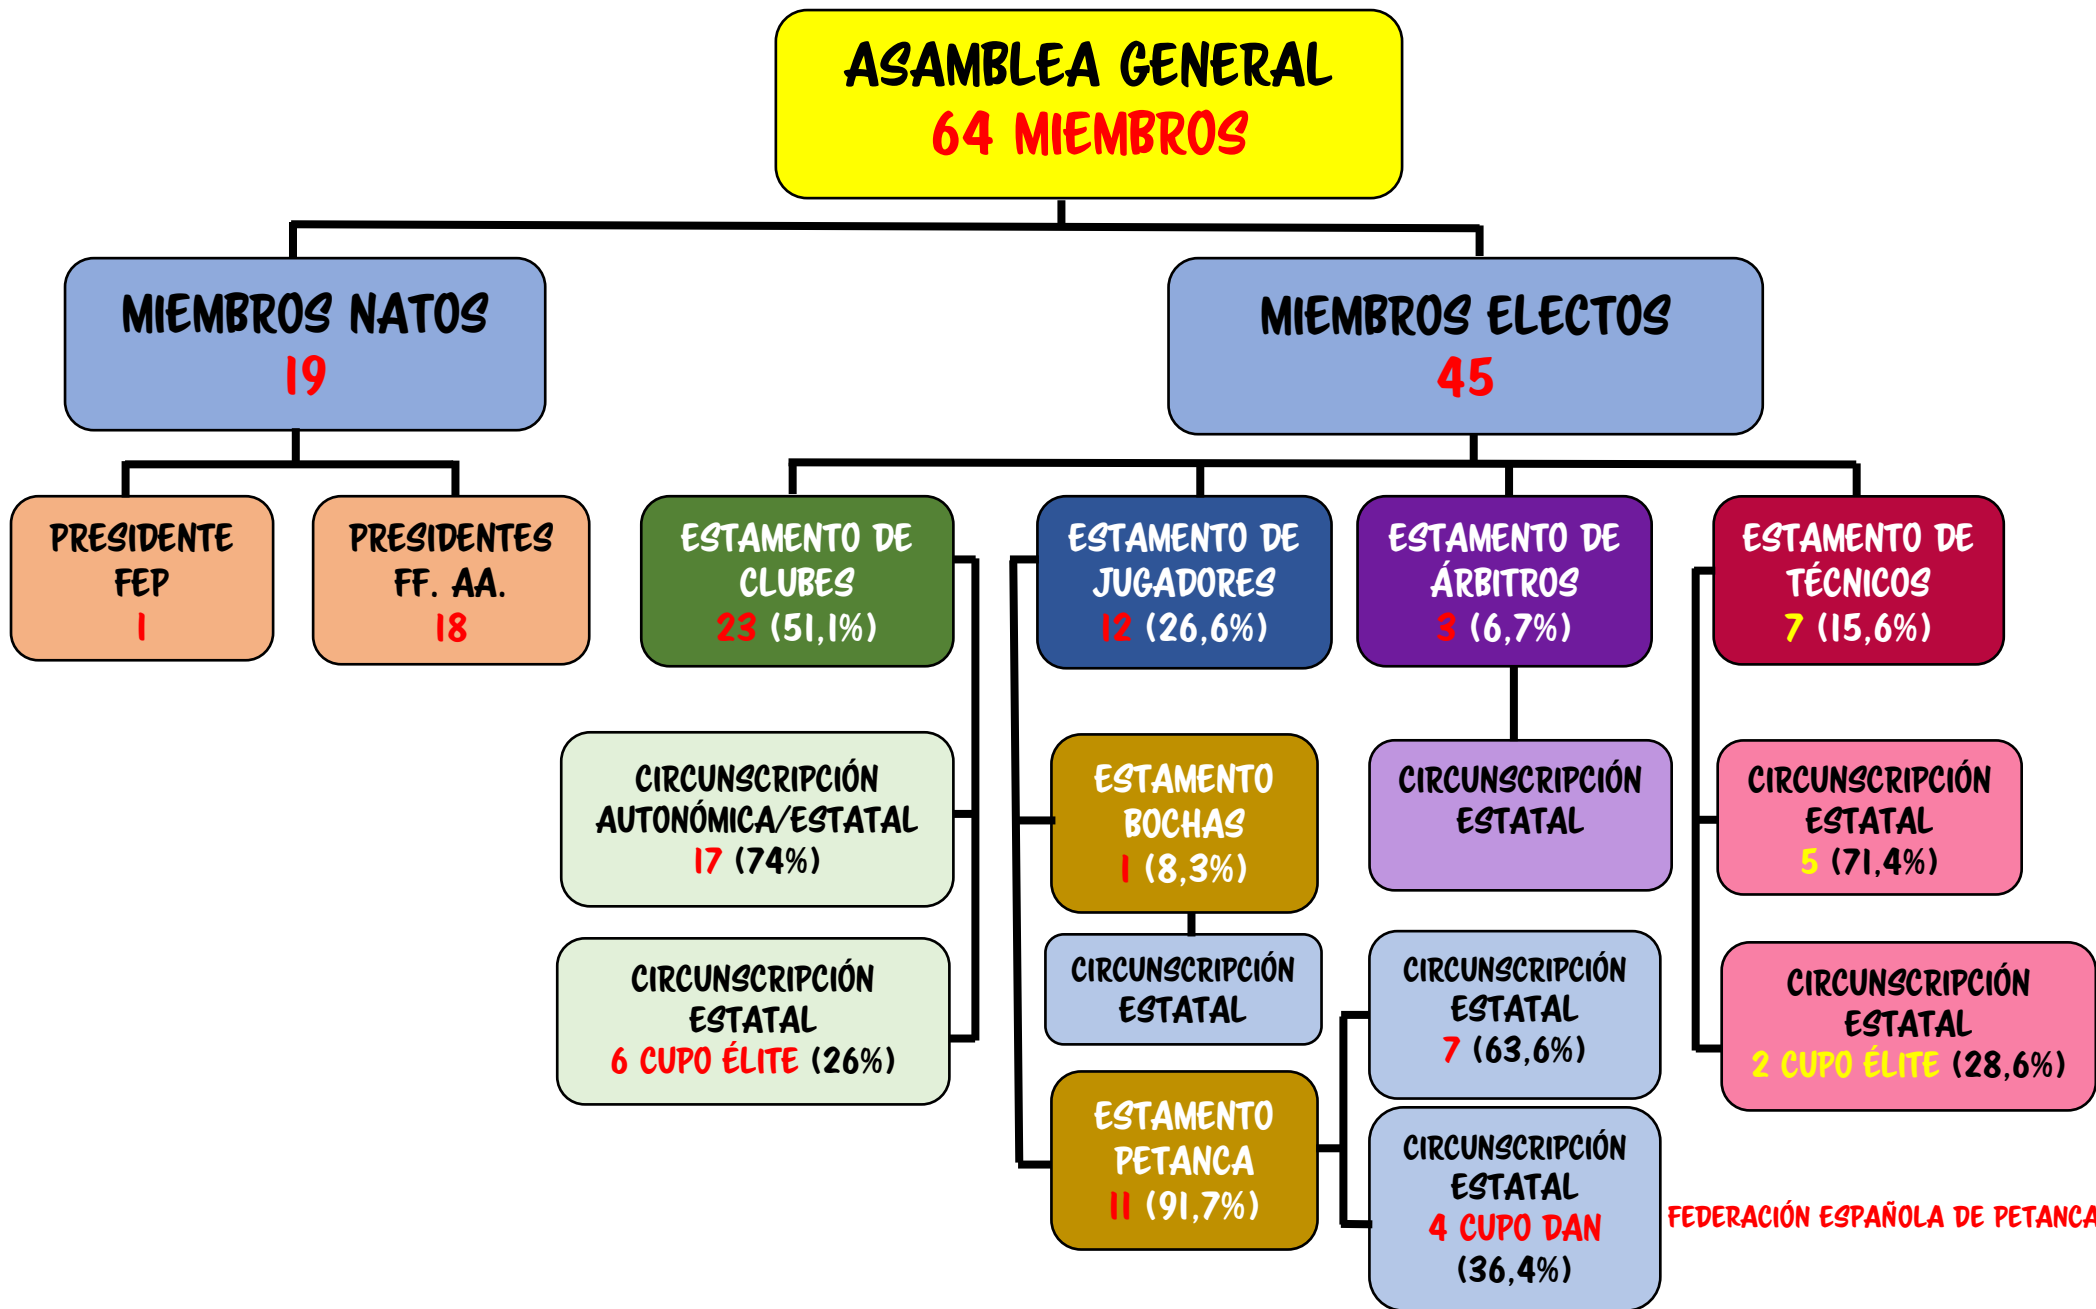 ASAMBLEA GENERAL
64 MIEMBROS
MIEMBROS NATOS
19
MIEMBROS ELECTOS
45
PRESIDENTE
FEP
1
PRESIDENTES
FF. AA.
18
ESTAMENTO DE
CLUBES
23 (51,1%)
ESTAMENTO DE
JUGADORES
12 (26,6%)
ESTAMENTO DE
ÁRBITROS
3 (6,7%)
ESTAMENTO DE
TÉCNICOS
7 (15,6%)
CIRCUNSCRIPCIÓN
AUTONÓMICA/ESTATAL
17 (74%)
ESTAMENTO
BOCHAS
1 (8,3%)
CIRCUNSCRIPCIÓN
ESTATAL
CIRCUNSCRIPCIÓN
ESTATAL
5 (71,4%)
CIRCUNSCRIPCIÓN
ESTATAL
6 CUPO ÉLITE (26%)
CIRCUNSCRIPCIÓN
ESTATAL
CIRCUNSCRIPCIÓN
ESTATAL
7 (63,6%)
CIRCUNSCRIPCIÓN
ESTATAL
2 CUPO ÉLITE (28,6%)
ESTAMENTO
PETANCA
11 (91,7%)
CIRCUNSCRIPCIÓN
ESTATAL
4 CUPO DAN
(36,4%)
FEDERACIÓN ESPAÑOLA DE PETANCA